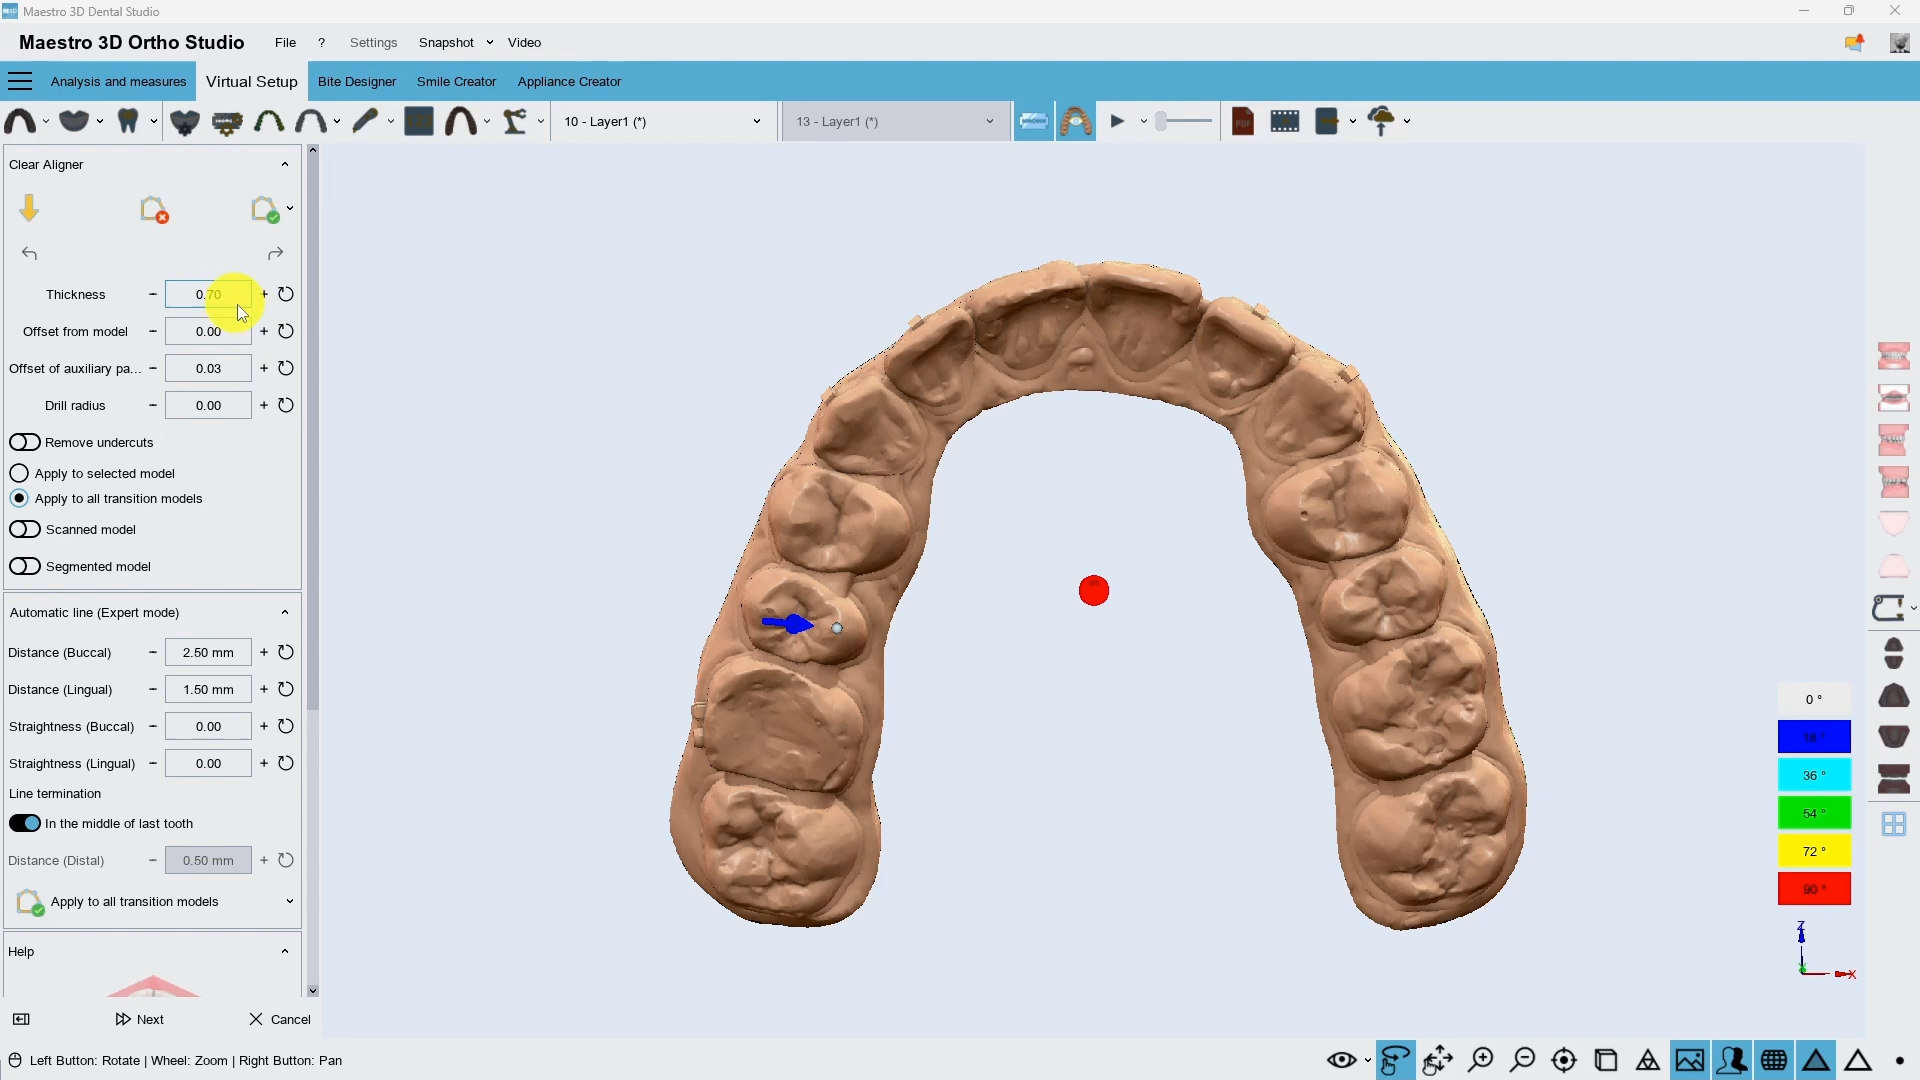 Maestro 3D Dental Studio
Maestro 3D Ortho Studio File ? Settings Snapshot Video
Analysis and measures Virtual Setup Bite Designer Smile Creator Appliance Creator
10 - Layer1 (*) 13 - Layer1 (*) PDF
Clear Aligner
Thickness 0.70
Offset from model 0.00
Offset of auxiliary pa... 0.03
Drill radius 0.00
Remove undercuts
Apply to selected model
Apply to all transition models
Scanned model
Segmented model
Automatic line (Expert mode)
Distance (Buccal) 2.50 mm
Distance (Lingual) 1.50 mm
Straightness (Buccal) 0.00
Straightness (Lingual) 0.00
Line termination
In the middle of last tooth
Distance (Distal) 0.50 mm
Apply to all transition models
Help
Next Cancel
Left Button: Rotate | Wheel: Zoom | Right Button: Pan
0 °
18 °
36 °
54 °
72 °
90 °
Z
Y
X